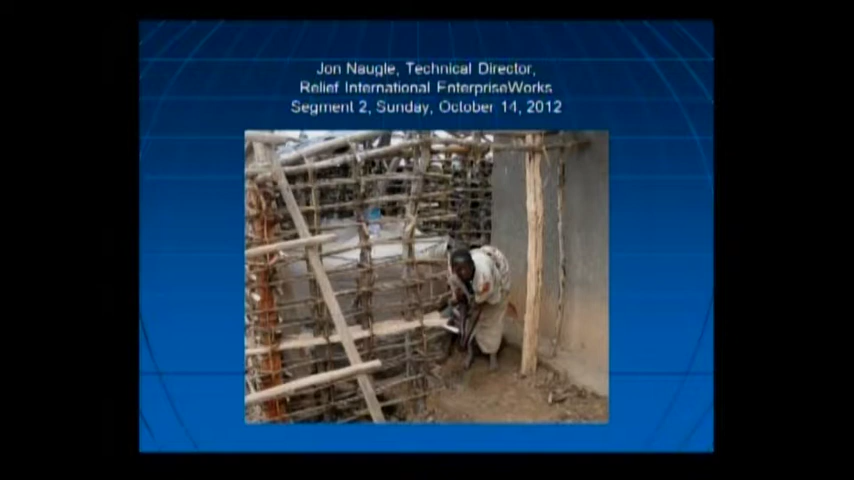 Jon Naugle, Technical Director,
Relief International EnterpriseWorks
Segment 2, Sunday, October 14, 2012